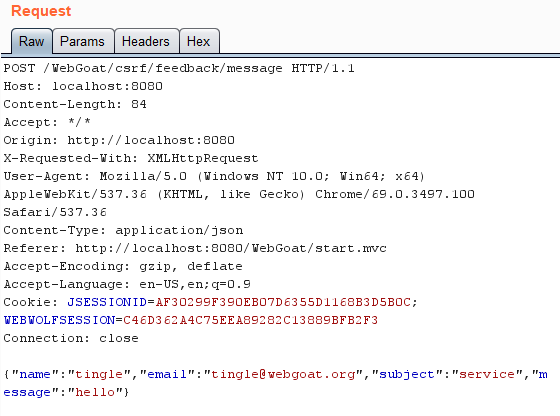 Request
Raw Params Headers Hex
POST /WebGoat/csrf/feedback/message HTTP/1.1
Host: localhost:8080
Content-Length: 84
Accept: */*
Origin: http://localhost:8080
X-Requested-With: XMLHttpRequest
User-Agent: Mozilla/5.0 (Windows NT 10.0; Win64; x64)
AppleWebKit/537.36 (KHTML, like Gecko) Chrome/69.0.3497.100
Safari/537.36
Content-Type: application/json
Referer: http://localhost:8080/WebGoat/start.mvc
Accept-Encoding: gzip, deflate
Accept-Language: en-US,en;q=0.9
Cookie: JSESSIONID=AF30299F390EB07D6355D1168B3D5B0C;
WEBWOLFSESSION=C46D362A4C75EEA89282C13889BFB2F3
Connection: close
{"name":"tingle","email":"tingle@webgoat.org","subject":"service","m
essage":"hello"}